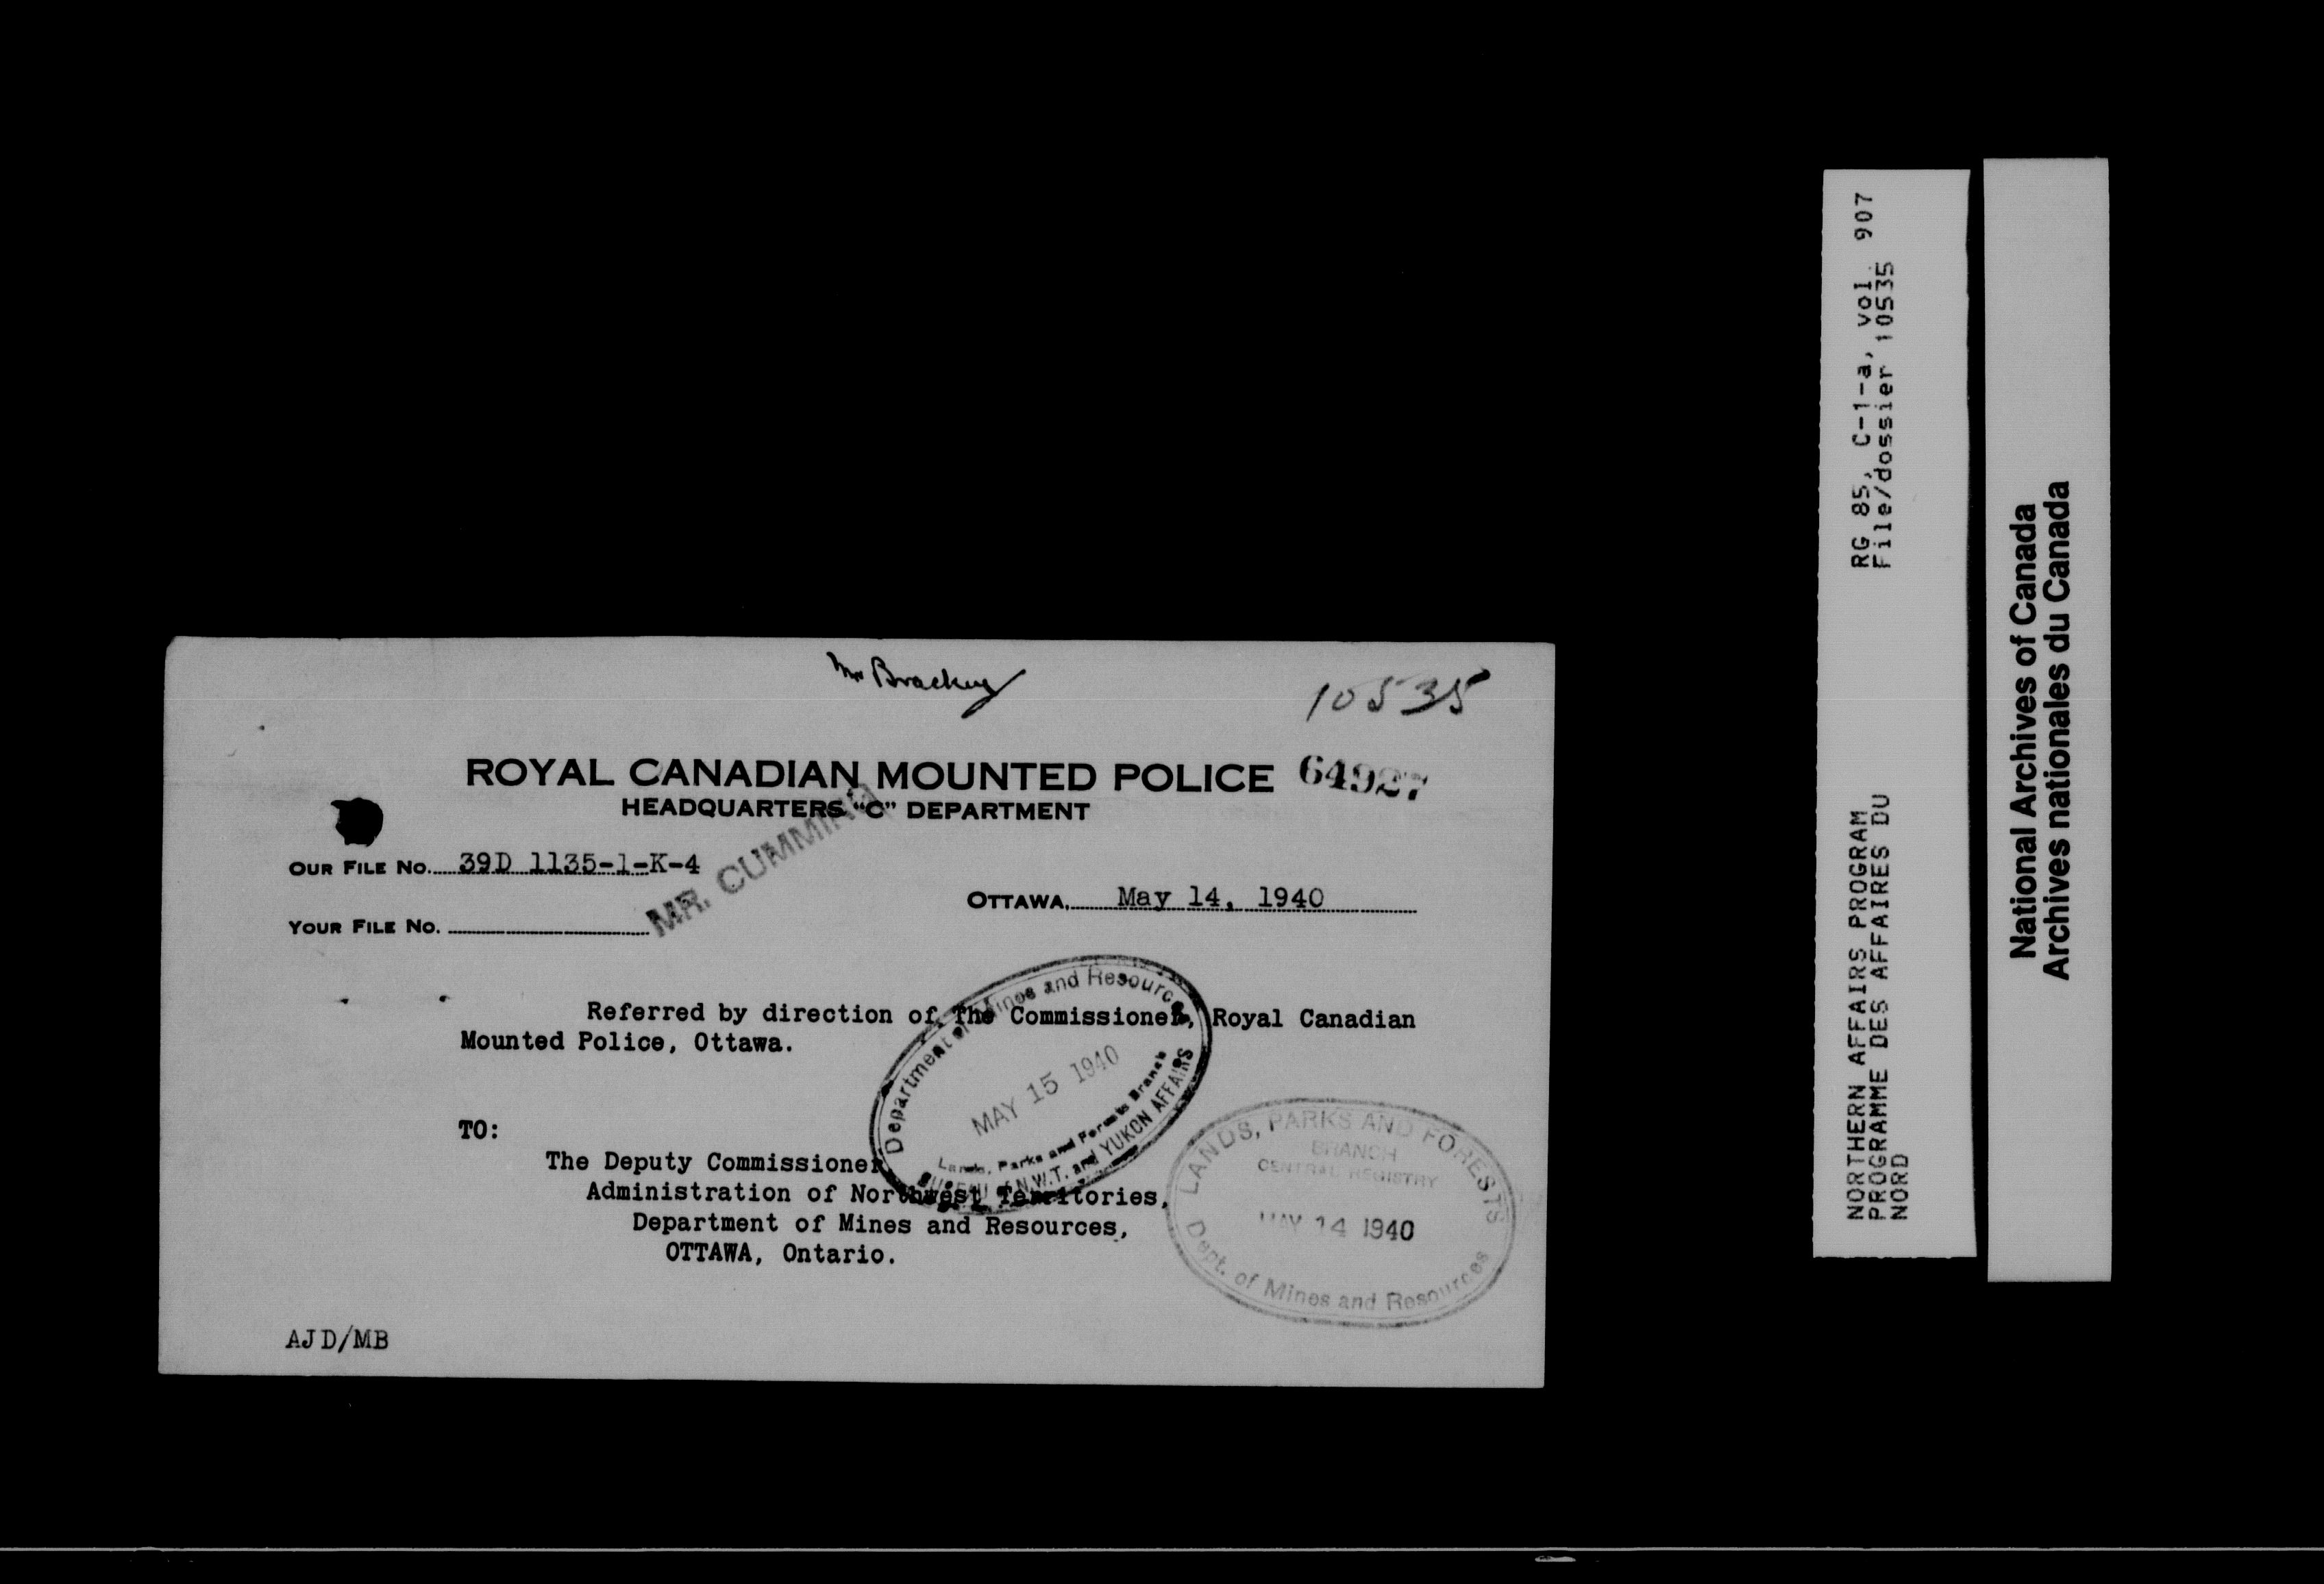 Mr Brackey
10535
ROYAL CANADIAN MOUNTED POLICE 64927
HEADQUARTERS "C" DEPARTMENT
MR. CUMMING
OUR FILE NO. 39D 1135-1-K-4
OTTAWA, May 14, 1940
YOUR FILE NO.
Referred by direction of The Commissioner, Royal Canadian
Mounted Police, Ottawa.
Department of Mines and Resources,
MAY 15 1940
Lands, Parks and Forests Branch
BUREAU of N.W.T. and YUKON AFFAIRS
TO:
The Deputy Commissioner
Administration of Northwest Territories,
Department of Mines and Resources,
OTTAWA, Ontario.
LANDS, PARKS AND FORESTS
BRANCH
CENTRAL REGISTRY
MAY 14 1940
Dept. of Mines and Resources
AJD/MB
RG 85, C-1-a, vol. 907
File/dossier 10535
NORTHERN AFFAIRS PROGRAM
PROGRAMME DES AFFAIRES DU
NORD
National Archives of Canada
Archives nationales du Canada